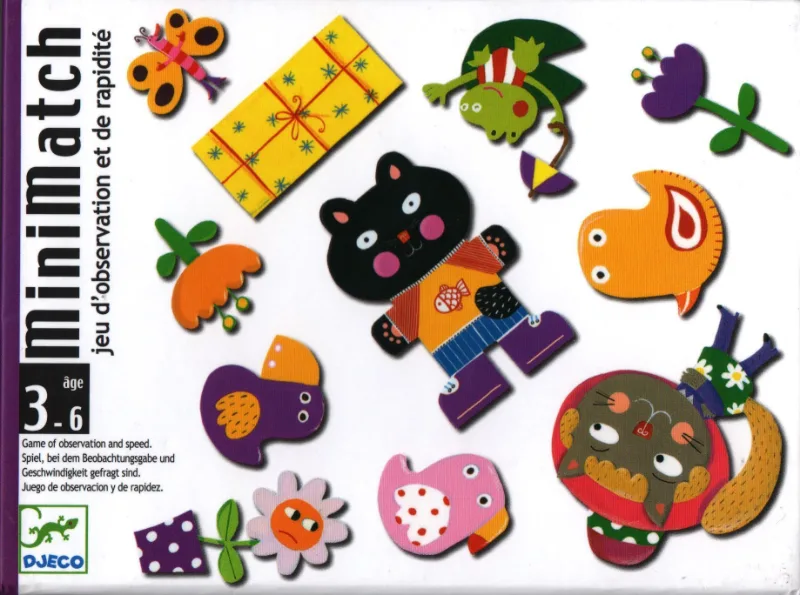 miniMatch
jeu d'observation et de rapidité
âge
3-6
Game of observation and speed.
Spiel, bei dem Beobachtungsgabe und
Geschwindigkeit gefragt sind.
Juego de observacion y de rapidez.
DJECO